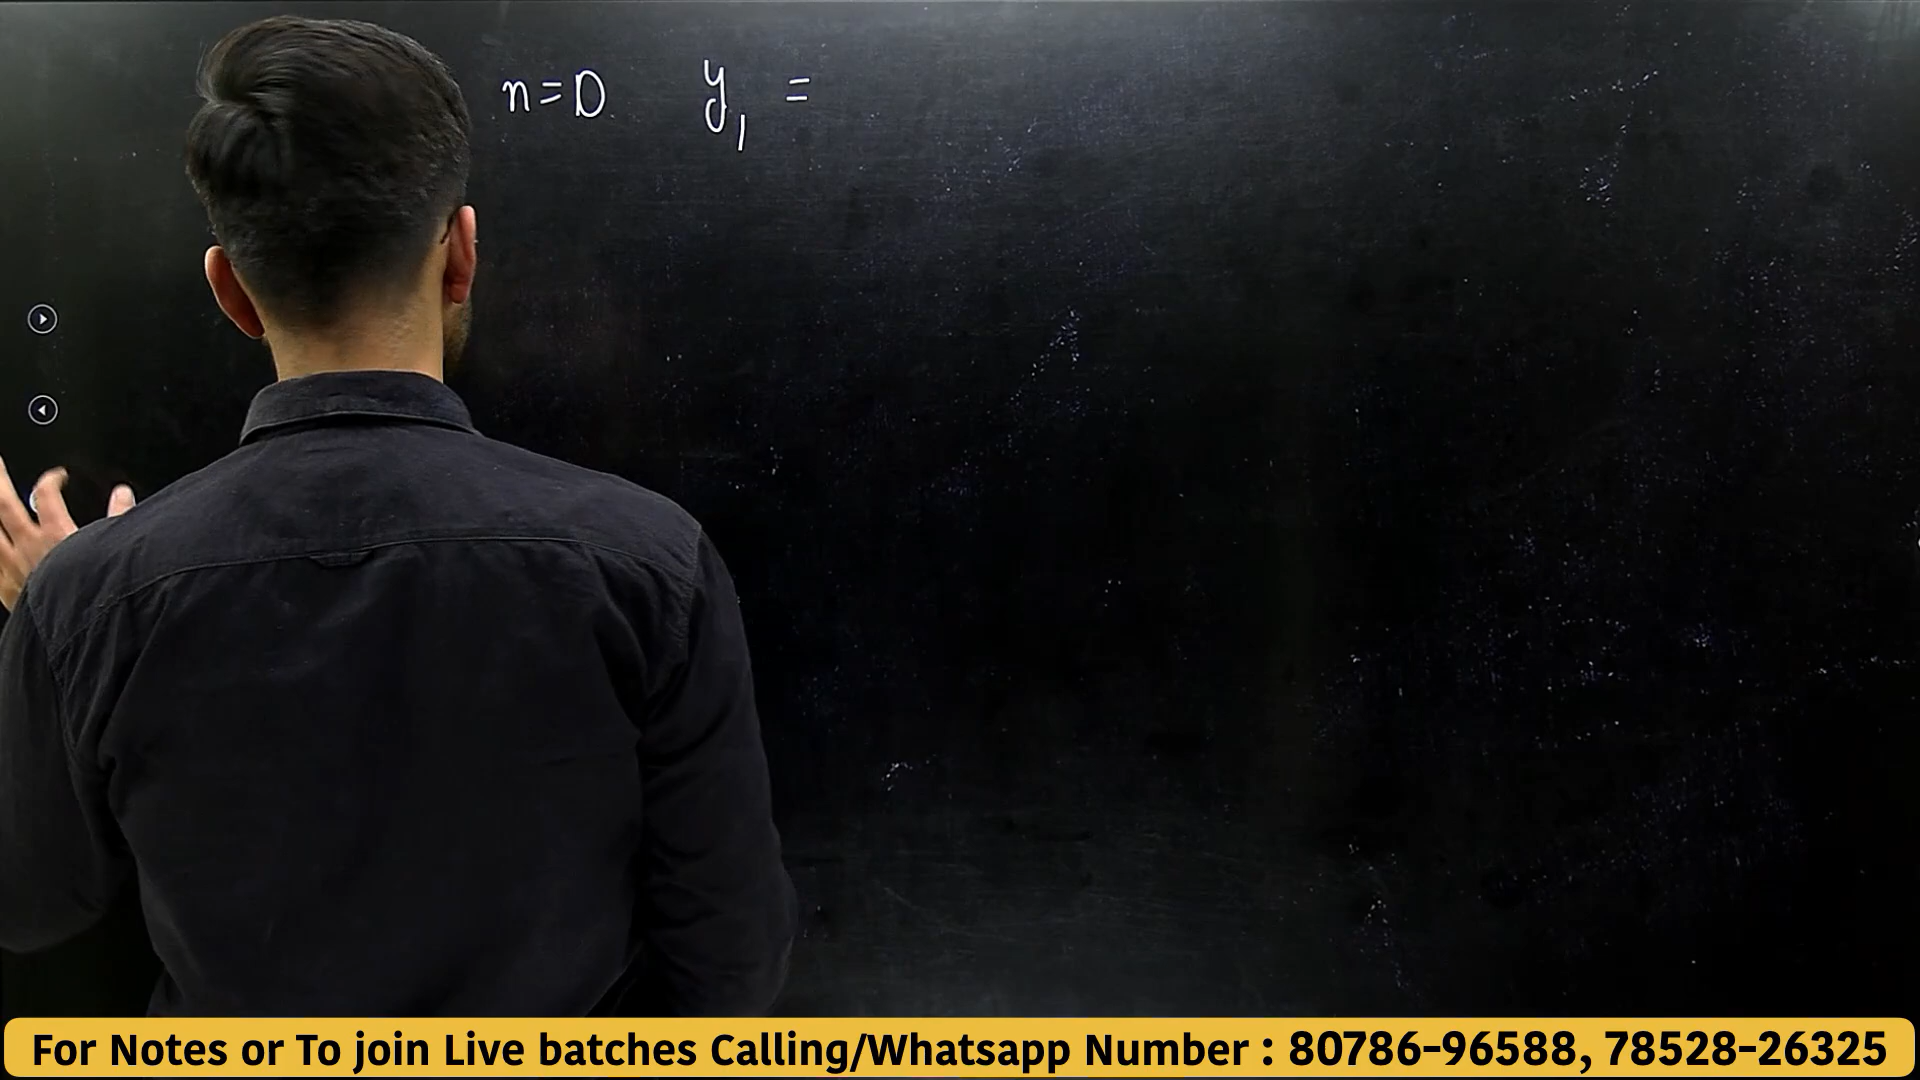 n=0 y₁ =
For Notes or To join Live batches Calling/Whatsapp Number : 80786-96588, 78528-26325